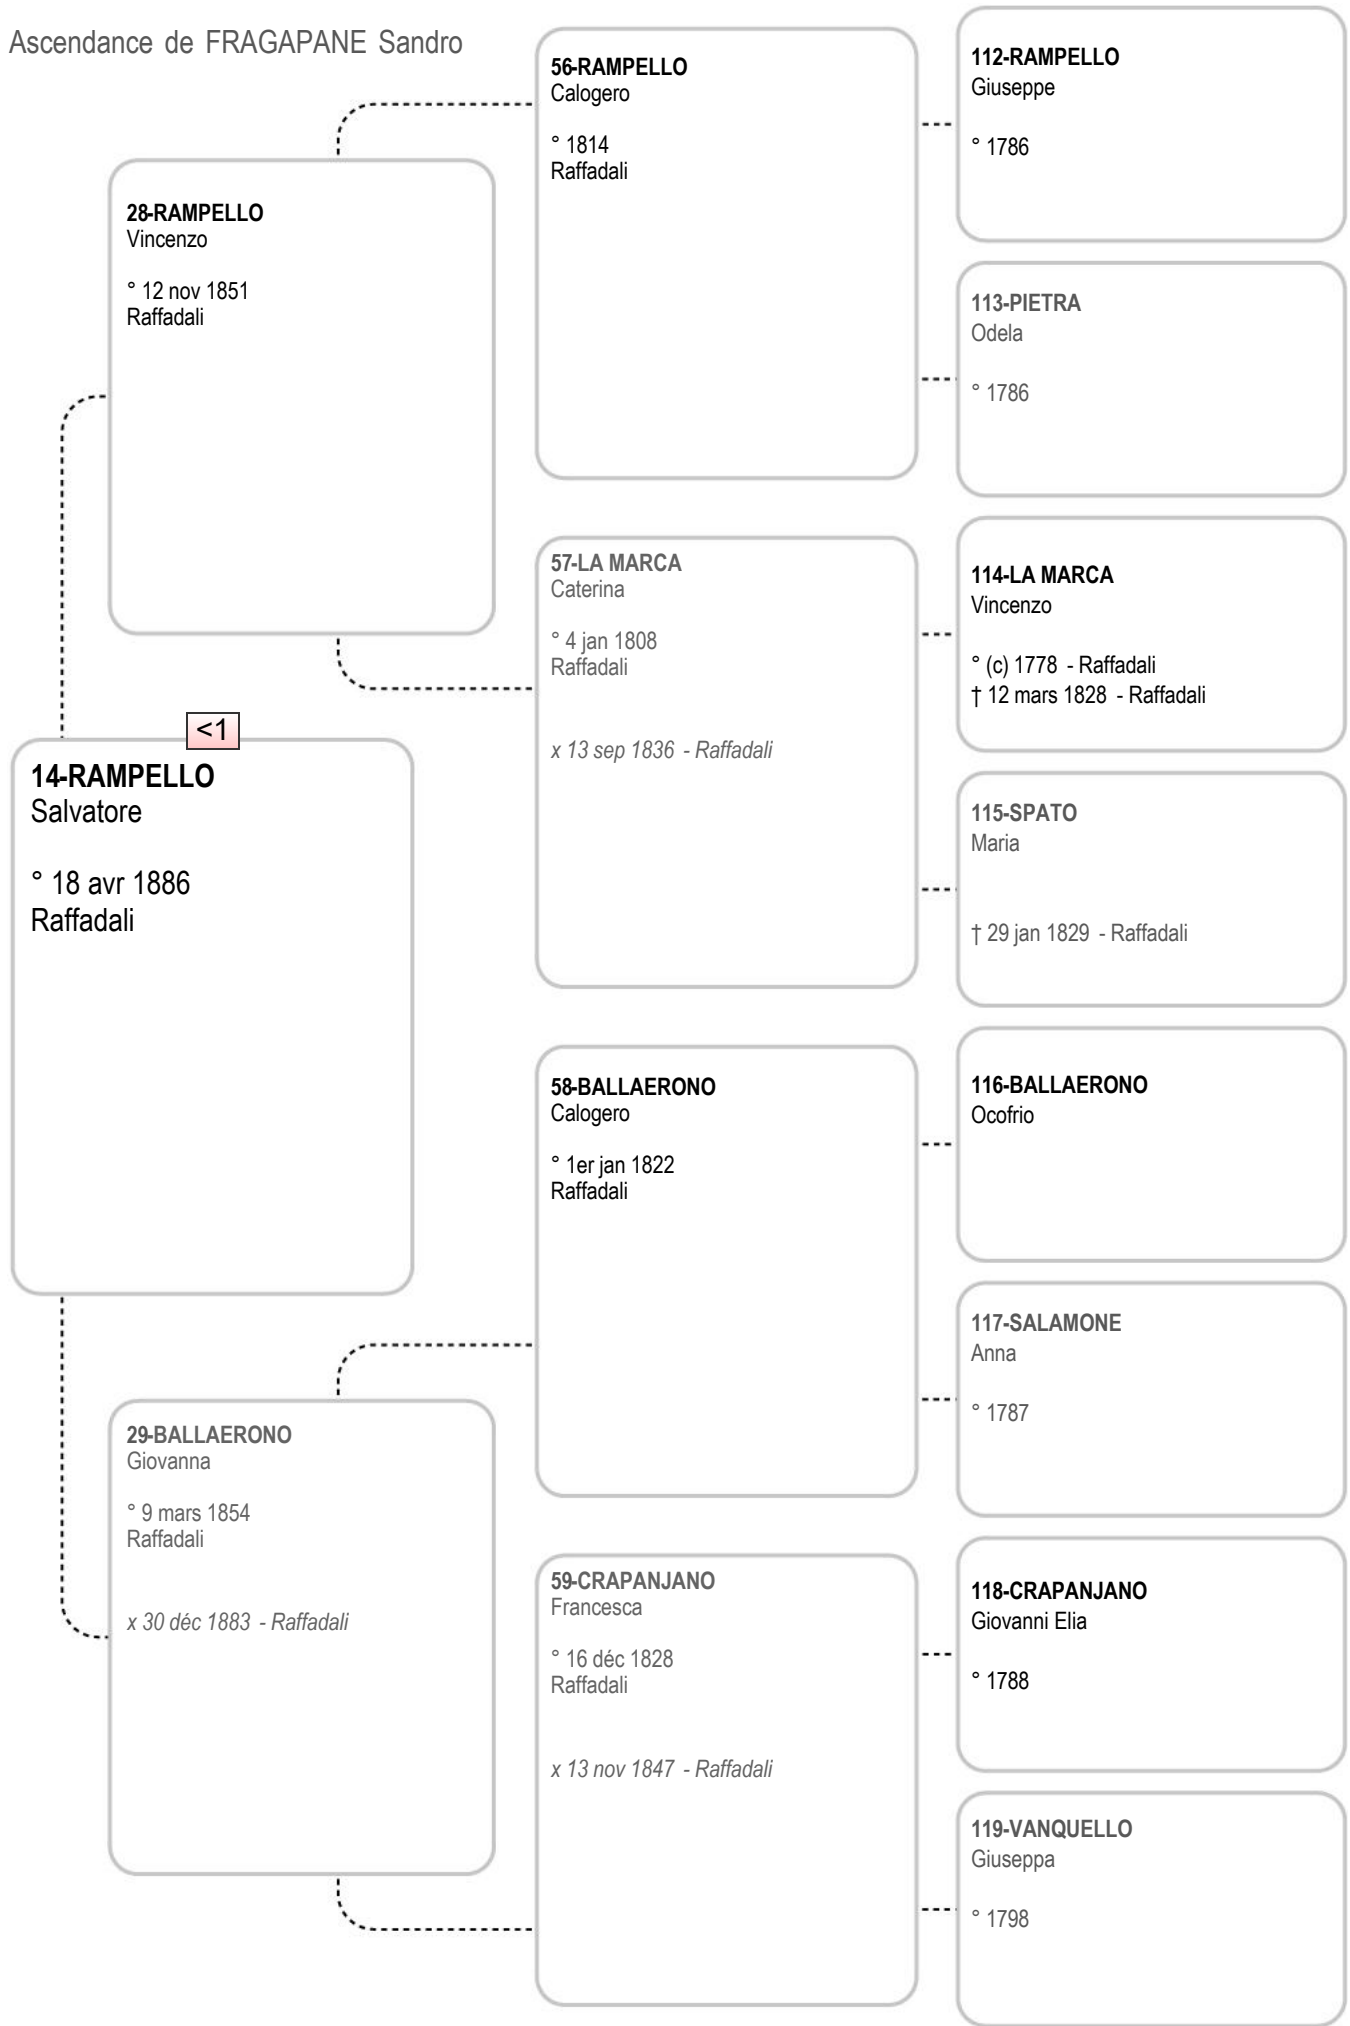 Ascendance de FRAGAPANE Sandro
<1
14-RAMPELLO
Salvatore
° 18 avr 1886
Raffadali
28-RAMPELLO
Vincenzo
° 12 nov 1851
Raffadali
29-BALLAERONO
Giovanna
° 9 mars 1854
Raffadali
x 30 déc 1883 - Raffadali
56-RAMPELLO
Calogero
° 1814
Raffadali
57-LA MARCA
Caterina
° 4 jan 1808
Raffadali
x 13 sep 1836 - Raffadali
58-BALLAERONO
Calogero
° 1er jan 1822
Raffadali
59-CRAPANJANO
Francesca
° 16 déc 1828
Raffadali
x 13 nov 1847 - Raffadali
112-RAMPELLO
Giuseppe
° 1786
113-PIETRA
Odela
° 1786
114-LA MARCA
Vincenzo
° (c) 1778 - Raffadali
† 12 mars 1828 - Raffadali
115-SPATO
Maria
† 29 jan 1829 - Raffadali
116-BALLAERONO
Ocofrio
117-SALAMONE
Anna
° 1787
118-CRAPANJANO
Giovanni Elia
° 1788
119-VANQUELLO
Giuseppa
° 1798